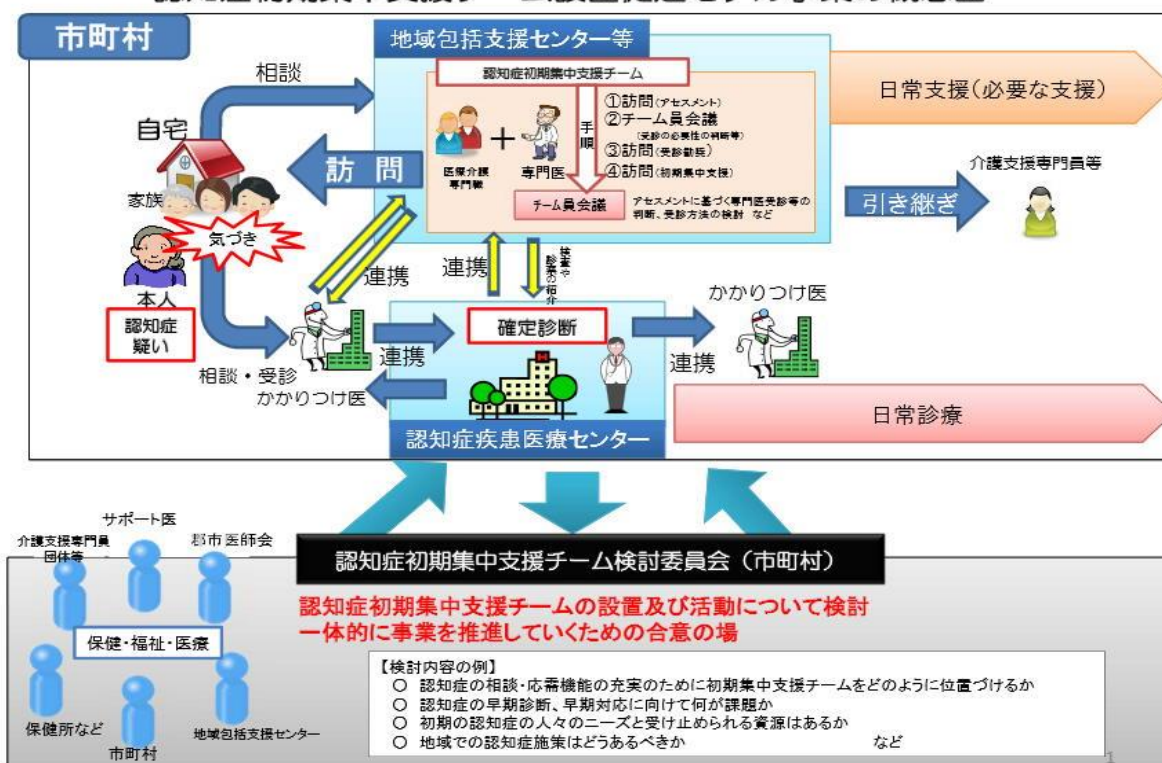 市町村
地域包括支援センター等
認知症初期集中支援チーム
相談
自宅
家族
気づき
本人
認知症
疑い
訪問
医療介護
専門職
専門医
手順
①訪問(アセスメント)
②チーム員会議
(受診の必要性の判断等)
③訪問(受診勧奨)
④訪問(初期集中支援)
チーム員会議
アセスメントに基づく専門医受診等の
判断、受診方法の検討 など
日常支援(必要な支援)
介護支援専門員等
引き継ぎ
連携
連携
検査や
診療の紹介
かかりつけ医
確定診断
連携
連携
相談・受診
かかりつけ医
日常診療
認知症疾患医療センター
サポート医
介護支援専門員
団体等
郡市医師会
保健・福祉・医療
保健所など
市町村
地域包括支援センター
認知症初期集中支援チーム検討委員会(市町村)
認知症初期集中支援チームの設置及び活動について検討
一体的に事業を推進していくための合意の場
【検討内容の例】
○ 認知症の相談・応需機能の充実のために初期集中支援チームをどのように位置づけるか
○ 認知症の早期診断、早期対応に向けて何が課題か
○ 初期の認知症の人々のニーズと受け止められる資源はあるか
○ 地域での認知症施策はどうあるべきか など
1